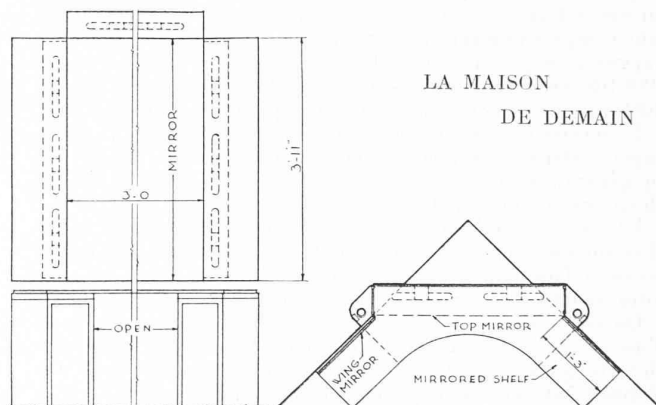 LA MAISON
DE DEMAIN
MIRROR
3'-11"
3-0
OPEN
TOP MIRROR
WING
MIRROR
1'-3"
MIRRORED SHELF